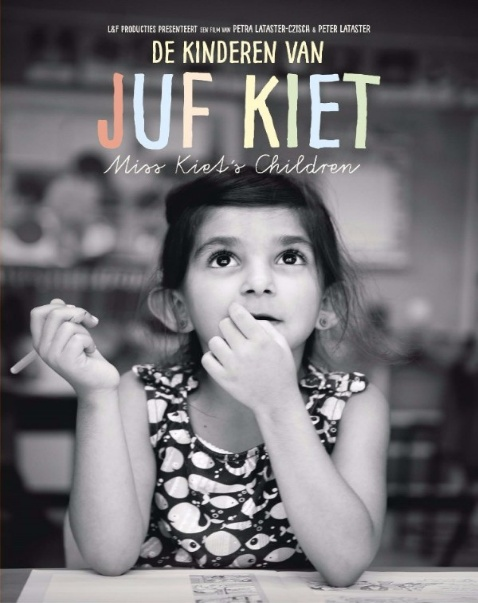 L&F PRODUCTIES PRESENTEERT EEN FILM VAN PETRA LATASTER-CZISCH & PETER LATASTER
DE KINDEREN VAN
JUF KIET
Miss Kiet's Children